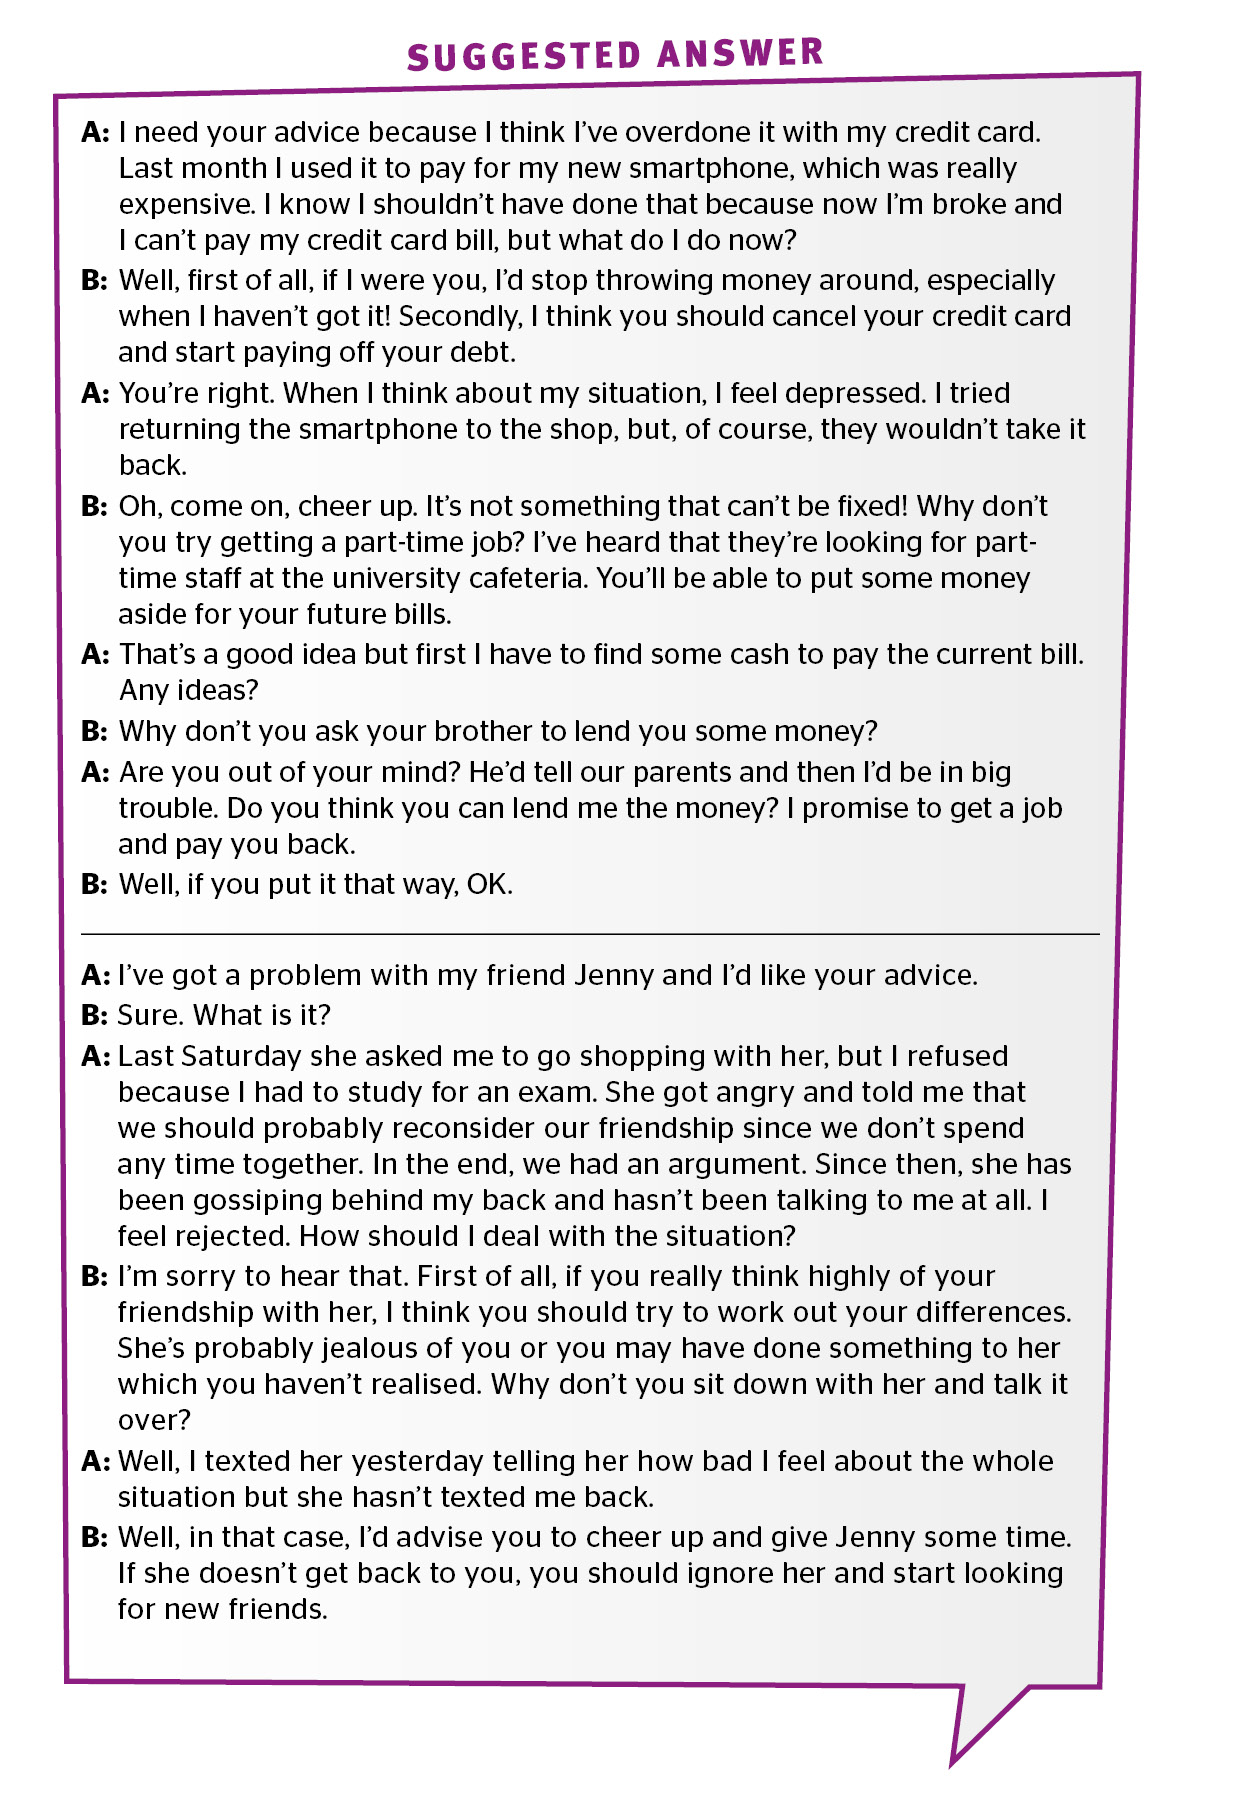 SUGGESTED ANSWER
A: I need your advice because I think I’ve overdone it with my credit card.
Last month I used it to pay for my new smartphone, which was really
expensive. I know I shouldn’t have done that because now I’m broke and
I can’t pay my credit card bill, but what do I do now?
B: Well, first of all, if I were you, I’d stop throwing money around, especially
when I haven’t got it! Secondly, I think you should cancel your credit card
and start paying off your debt.
A: You’re right. When I think about my situation, I feel depressed. I tried
returning the smartphone to the shop, but, of course, they wouldn’t take it
back.
B: Oh, come on, cheer up. It’s not something that can’t be fixed! Why don’t
you try getting a part-time job? I’ve heard that they’re looking for part-
time staff at the university cafeteria. You’ll be able to put some money
aside for your future bills.
A: That’s a good idea but first I have to find some cash to pay the current bill.
Any ideas?
B: Why don’t you ask your brother to lend you some money?
A: Are you out of your mind? He’d tell our parents and then I’d be in big
trouble. Do you think you can lend me the money? I promise to get a job
and pay you back.
B: Well, if you put it that way, OK.
A: I’ve got a problem with my friend Jenny and I’d like your advice.
B: Sure. What is it?
A: Last Saturday she asked me to go shopping with her, but I refused
because I had to study for an exam. She got angry and told me that
we should probably reconsider our friendship since we don’t spend
any time together. In the end, we had an argument. Since then, she has
been gossiping behind my back and hasn’t been talking to me at all. I
feel rejected. How should I deal with the situation?
B: I’m sorry to hear that. First of all, if you really think highly of your
friendship with her, I think you should try to work out your differences.
She’s probably jealous of you or you may have done something to her
which you haven’t realised. Why don’t you sit down with her and talk it
over?
A: Well, I texted her yesterday telling her how bad I feel about the whole
situation but she hasn’t texted me back.
B: Well, in that case, I’d advise you to cheer up and give Jenny some time.
If she doesn’t get back to you, you should ignore her and start looking
for new friends.